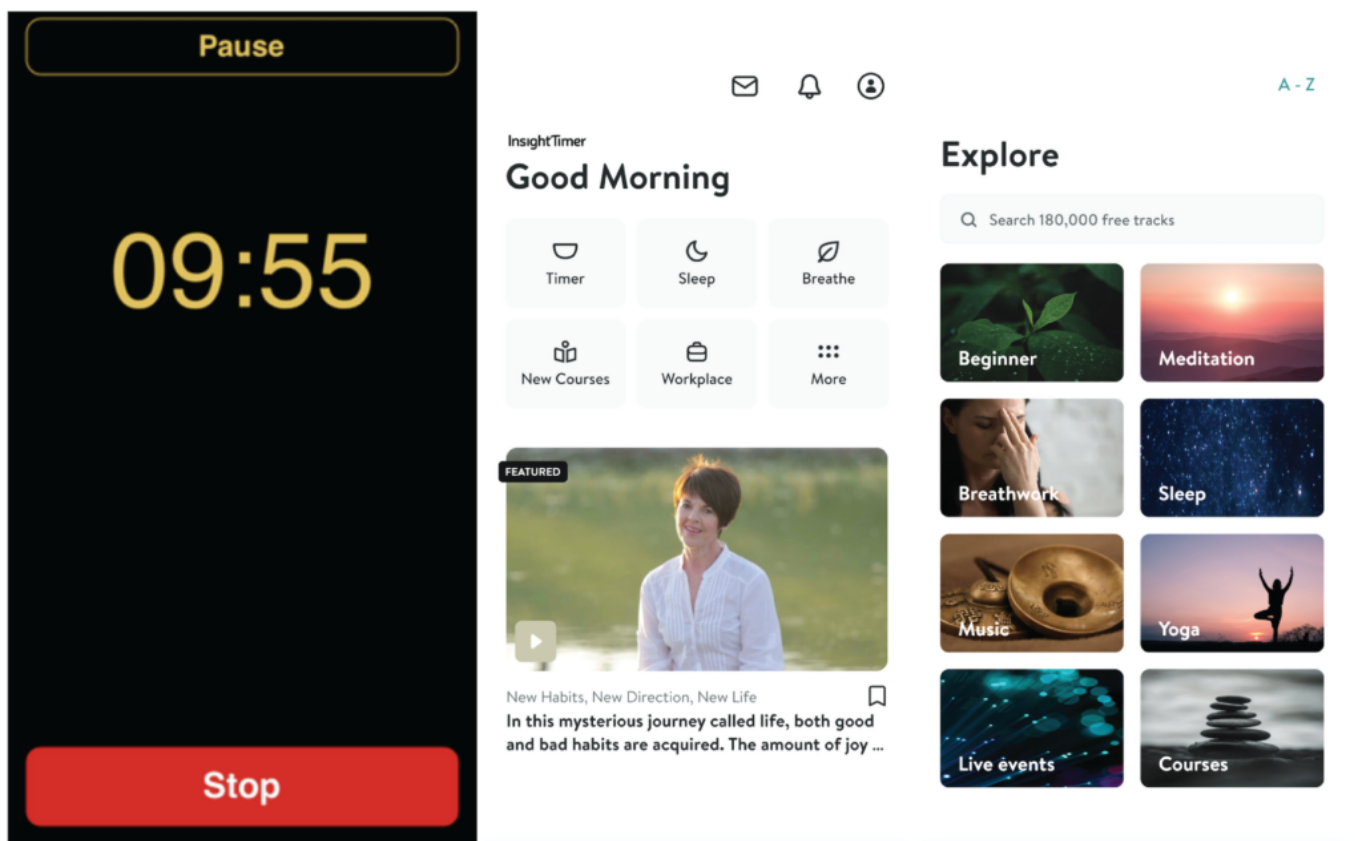 Pause
09:55
Stop
InsightTimer
Good Morning
Timer
Sleep
Breathe
New Courses
Workplace
More
FEATURED
New Habits, New Direction, New Life
In this mysterious journey called life, both good
and bad habits are acquired. The amount of joy ...
A - Z
Explore
Search 180,000 free tracks
Beginner
Meditation
Breathwork
Sleep
Music
Yoga
Live events
Courses